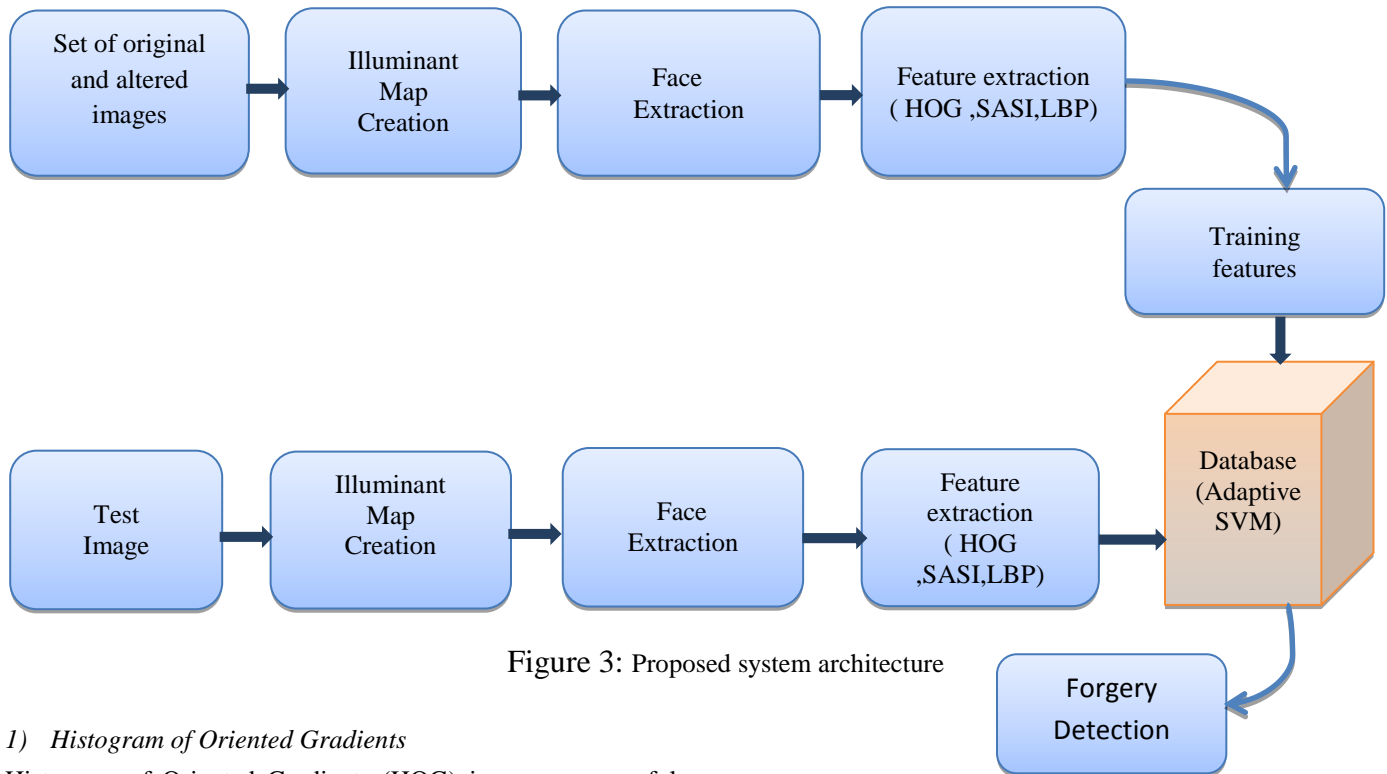 Set of original
and altered
images
Illuminant
Map
Creation
Face
Extraction
Feature extraction
( HOG ,SASI,LBP)
Training
features
Database
(Adaptive
SVM)
Test
Image
Illuminant
Map
Creation
Face
Extraction
Feature
extraction
( HOG
,SASI,LBP)
Figure 3: Proposed system architecture
Forgery
Detection
1) Histogram of Oriented Gradients